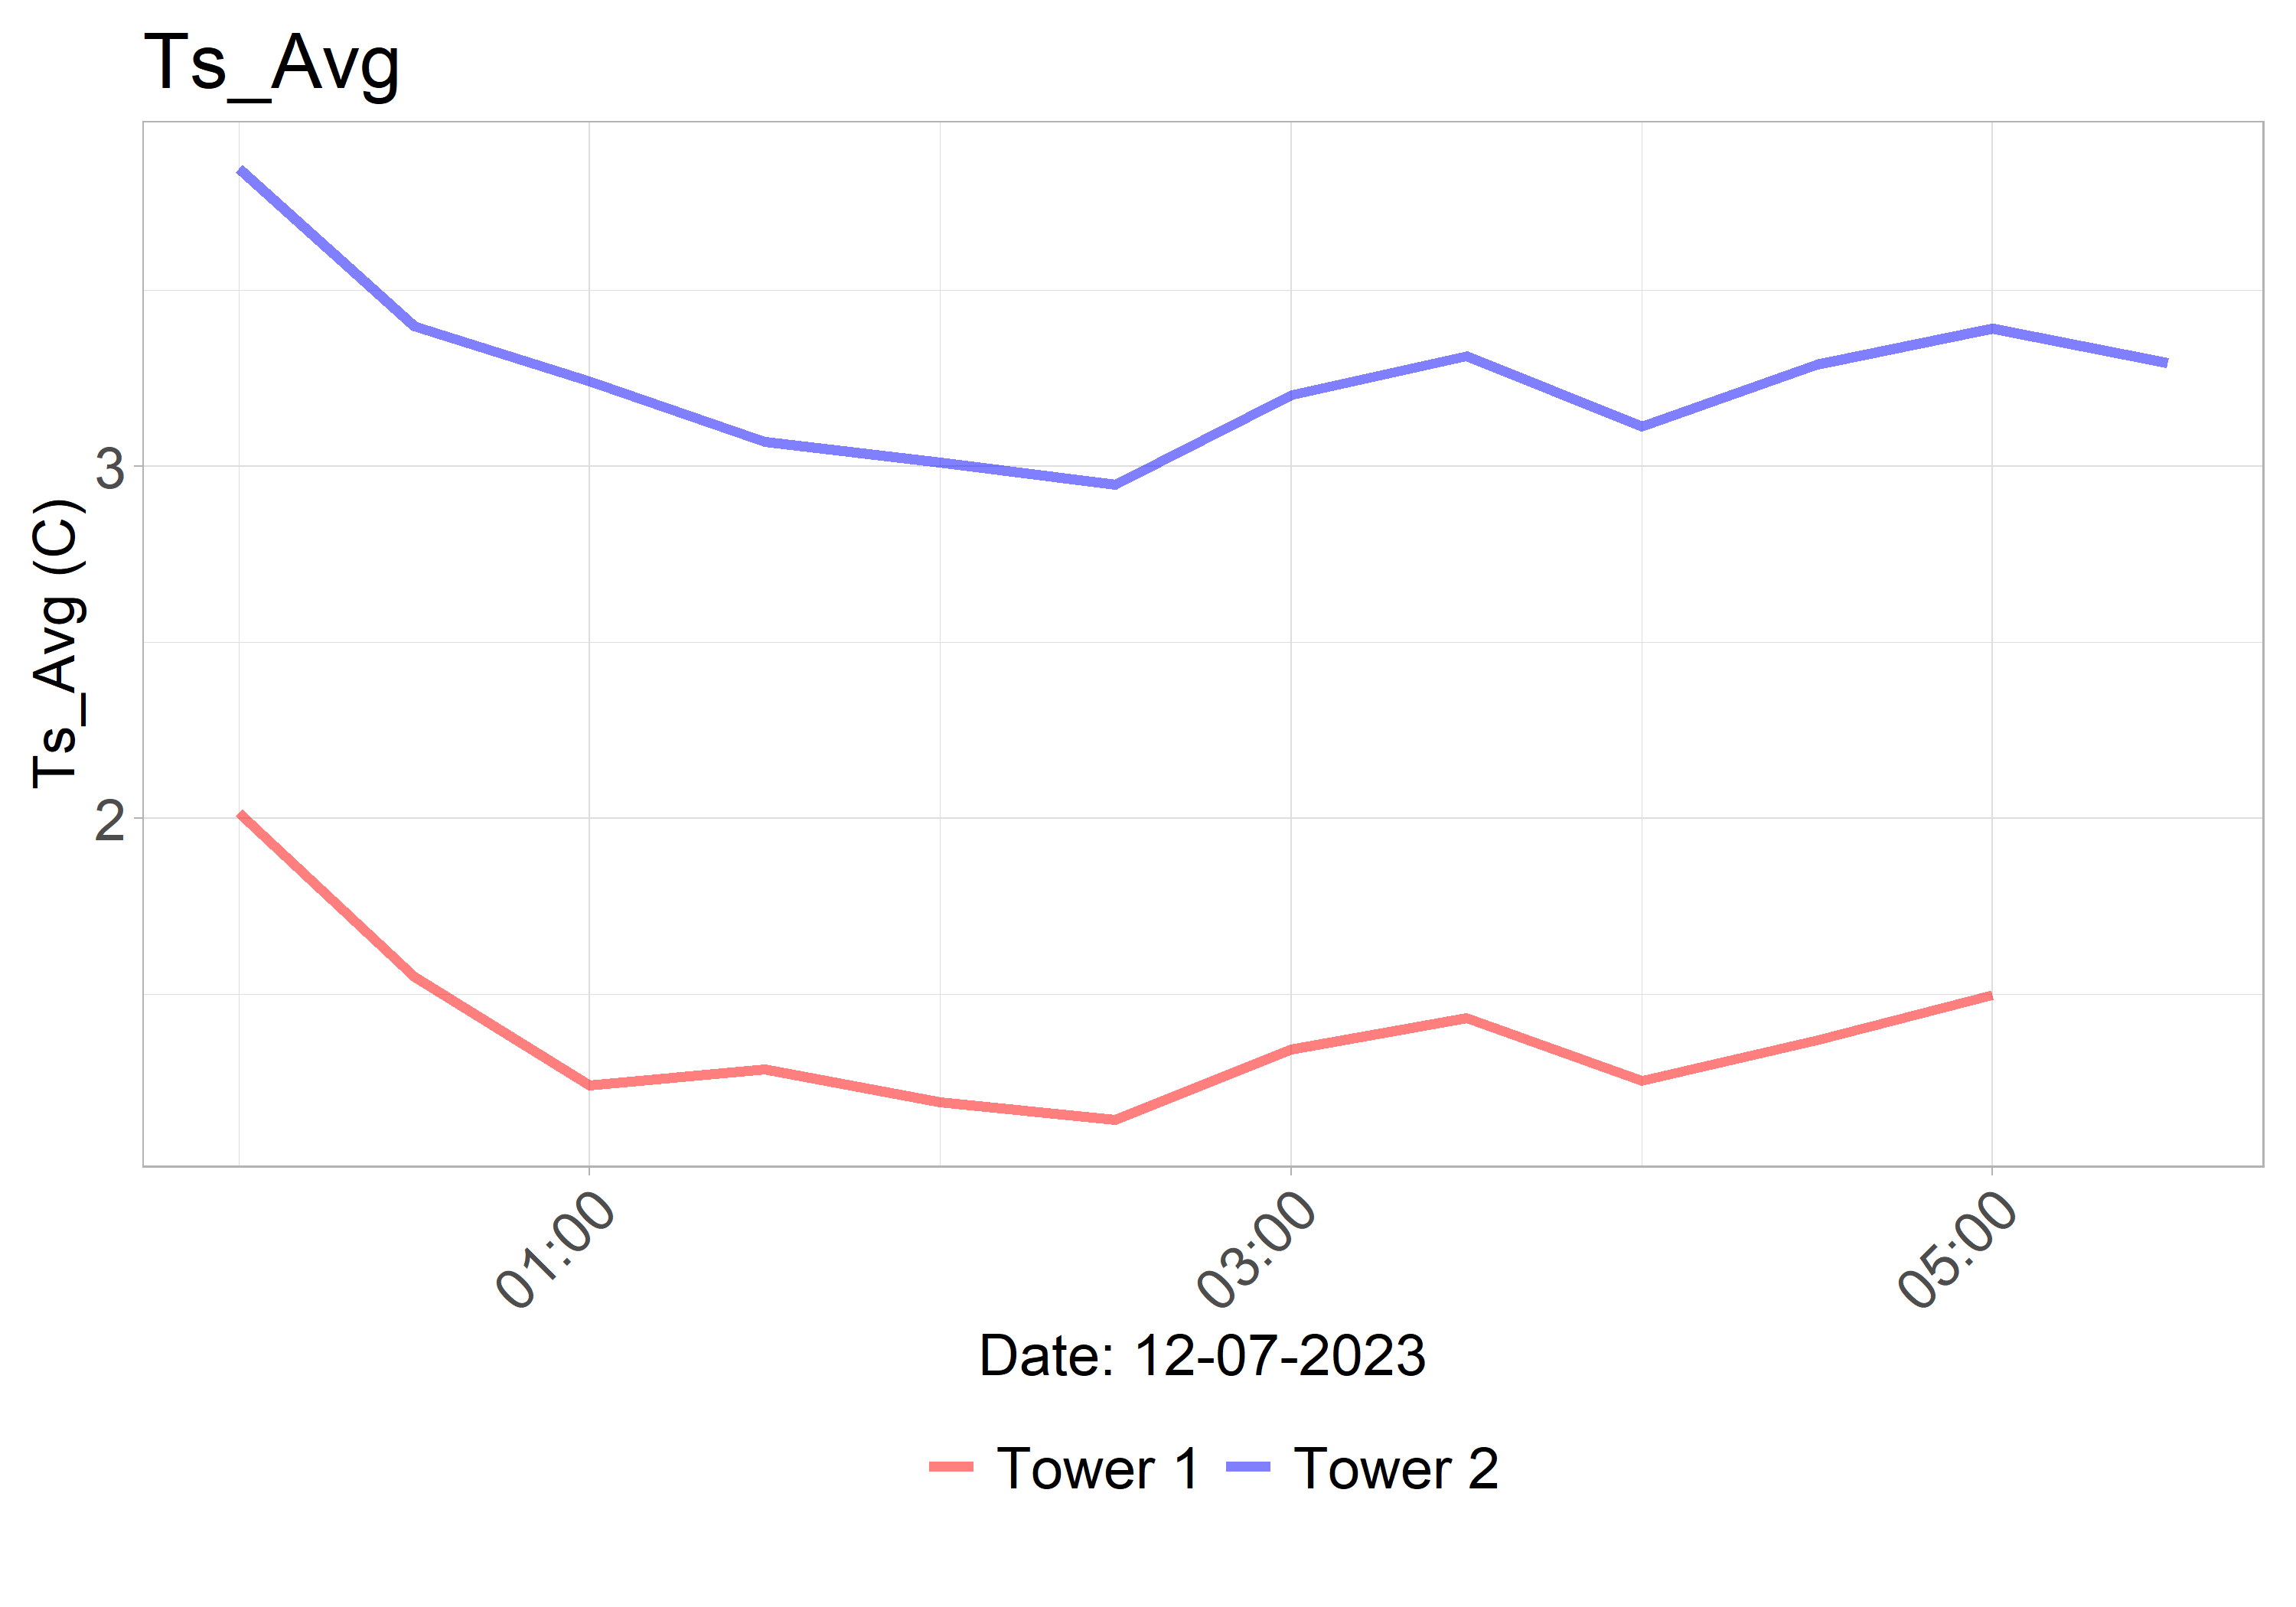 Ts_Avg
Ts_Avg (C)
3
2
01:00
03:00
05:00
Date: 12-07-2023
Tower 1
Tower 2